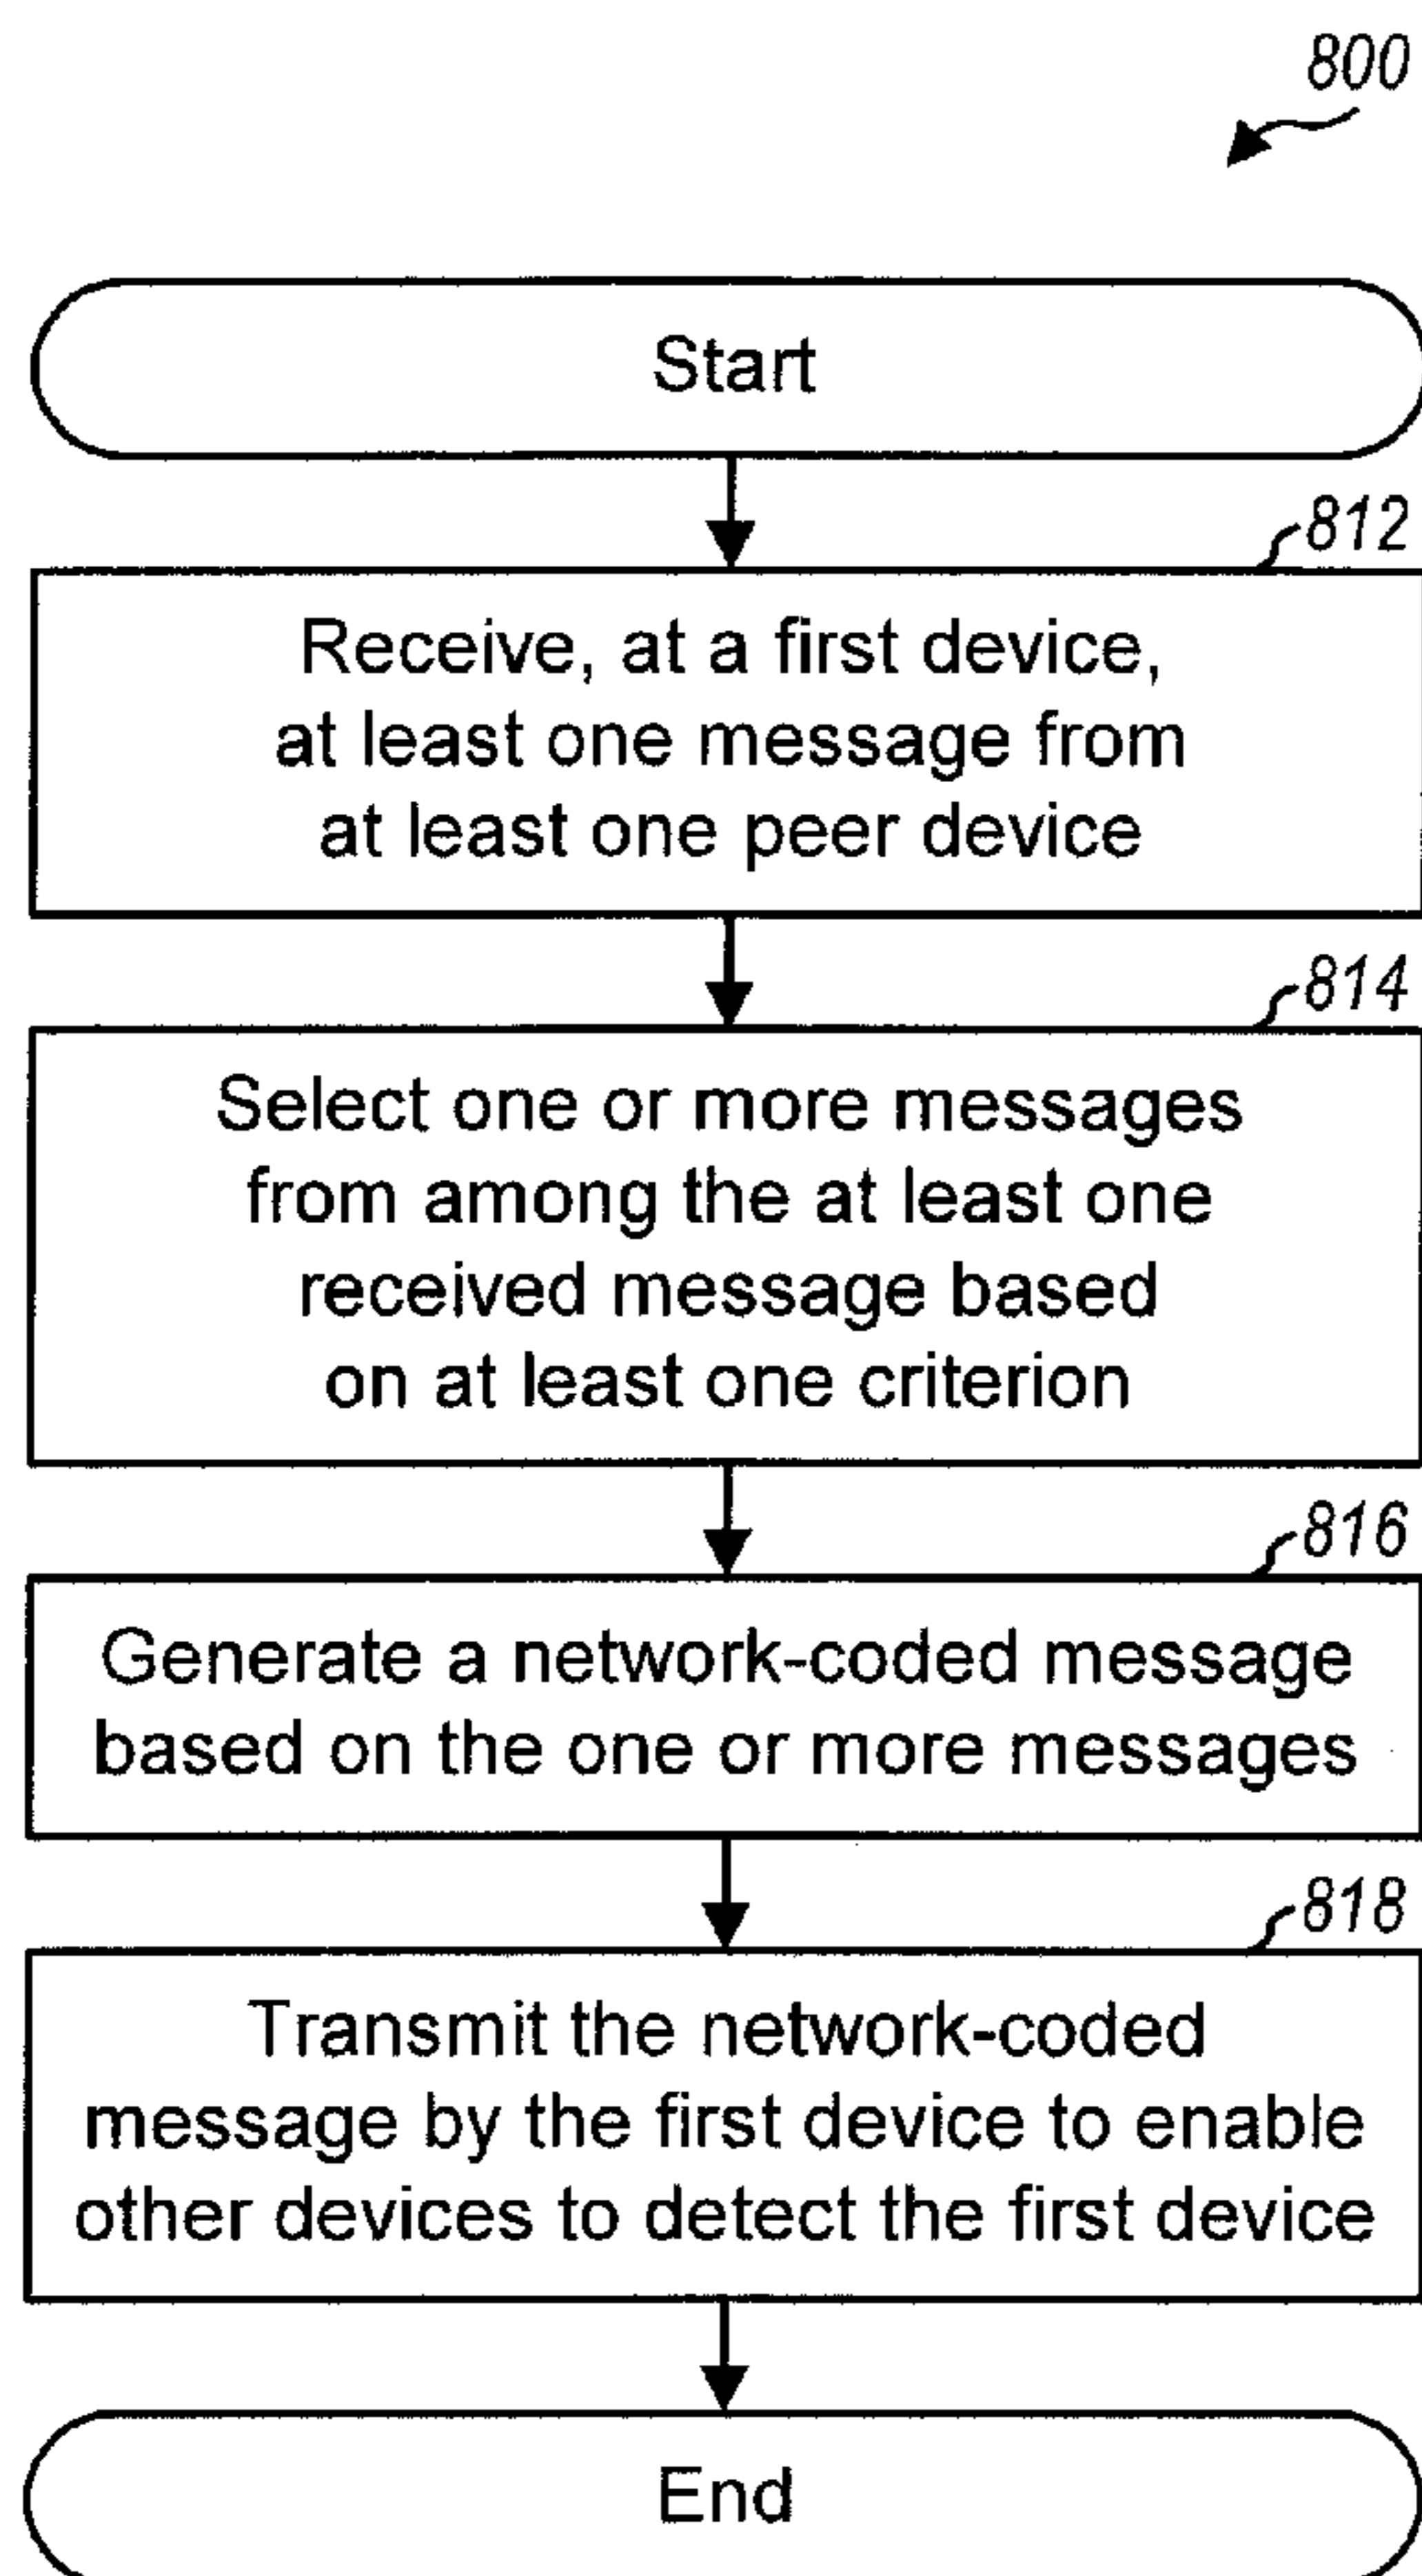 800
Start
812
Receive, at a first device,
at least one message from
at least one peer device
814
Select one or more messages
from among the at least one
received message based
on at least one criterion
816
Generate a network-coded message
based on the one or more messages
818
Transmit the network-coded
message by the first device to enable
other devices to detect the first device
End